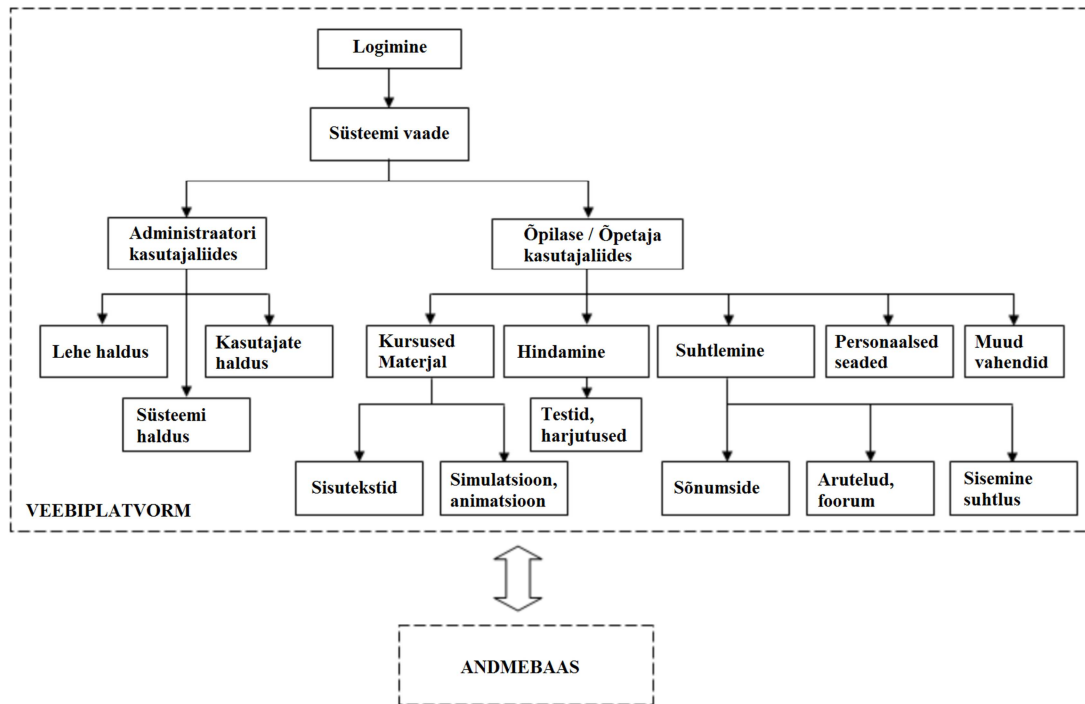 Logimine
Süsteemi vaade
Administraatori
kasutajaliides
Õpilase / Õpetaja
kasutajaliides
Lehe haldus
Kasutajate
haldus
Kursused
Materjal
Hindamine
Suhtlemine
Personaalsed
seaded
Muud
vahendid
Süsteemi
haldus
Testid,
harjutused
Sisutekstid
Simulatsioon,
animatsioon
Sõnumside
Arutelud,
foorum
Sisemine
suhtlus
VEEBIPLATVORM
ANDMEBAAS